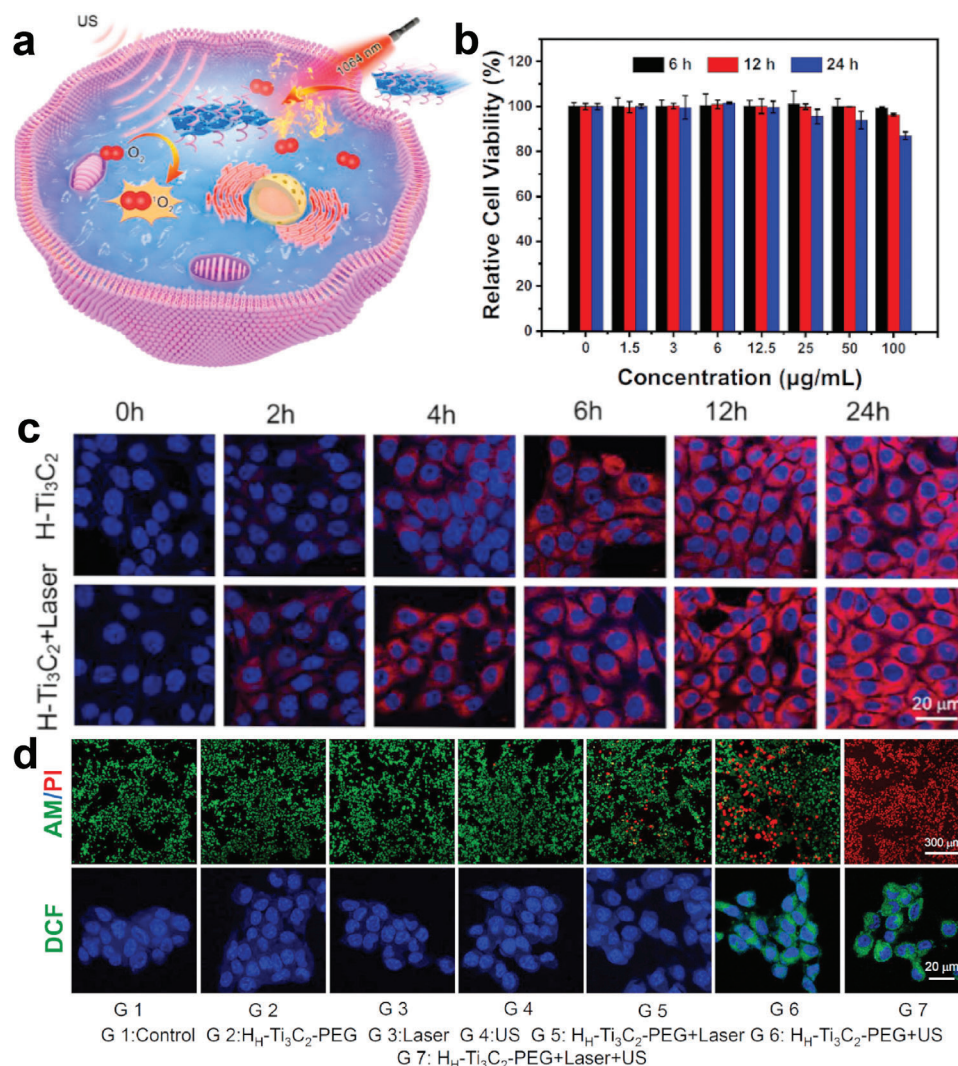 a
US
1064 nm
O₂
¹O₂
b
Relative Cell Viability (%)
6 h 12 h 24 h
120
100
80
60
40
20
0
0 1.5 3 6 12.5 25 50 100
Concentration (µg/mL)
c
0h 2h 4h 6h 12h 24h
H-Ti₃C₂
H-Ti₃C₂+Laser
20 µm
d
AM/PI
300 µm
DCF
20 µm
G 1 G 2 G 3 G 4 G 5 G 6 G 7
G 1:Control G 2:H_H-Ti₃C₂-PEG G 3:Laser G 4:US G 5: H_H-Ti₃C₂-PEG+Laser G 6: H_H-Ti₃C₂-PEG+US
G 7: H_H-Ti₃C₂-PEG+Laser+US